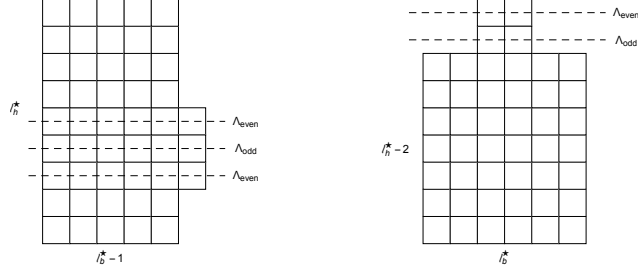 l*h
Λeven
Λodd
Λeven
l*b – 1
Λeven
Λodd
l*h – 2
l*b